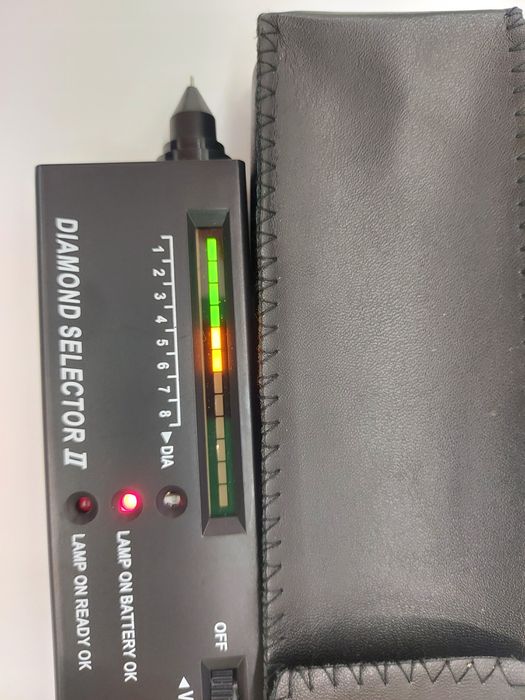 DIAMOND SELECTOR II
1 2 3 4 5 6 7 8 ▶DIA
LAMP ON BATTERY OK
LAMP ON READY OK
OFF